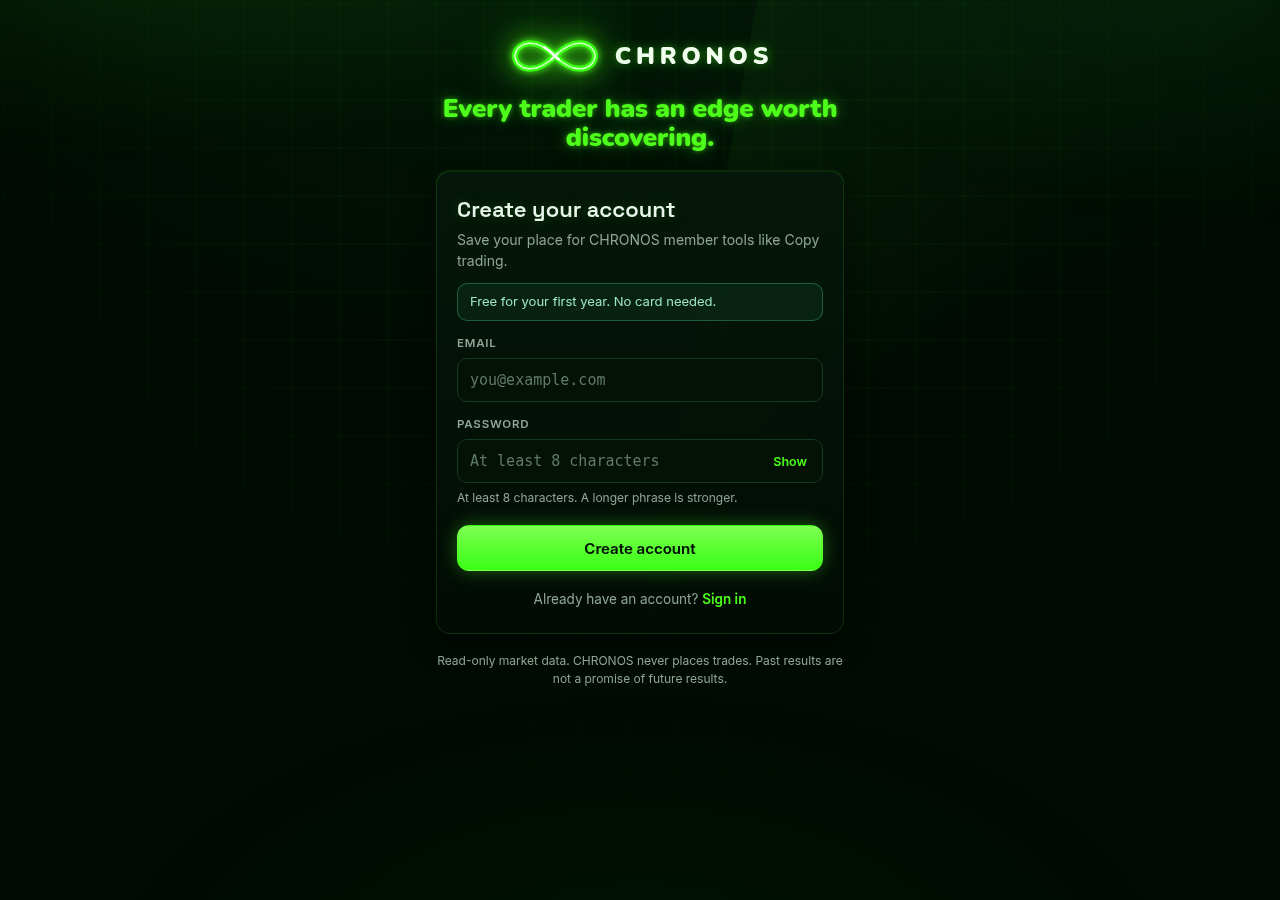 CHRONOS
Every trader has an edge worth
discovering.
Create your account
Save your place for CHRONOS member tools like Copy
trading.
Free for your first year. No card needed.
EMAIL
you@example.com
PASSWORD
At least 8 characters
Show
At least 8 characters. A longer phrase is stronger.
Create account
Already have an account? Sign in
Read-only market data. CHRONOS never places trades. Past results are
not a promise of future results.